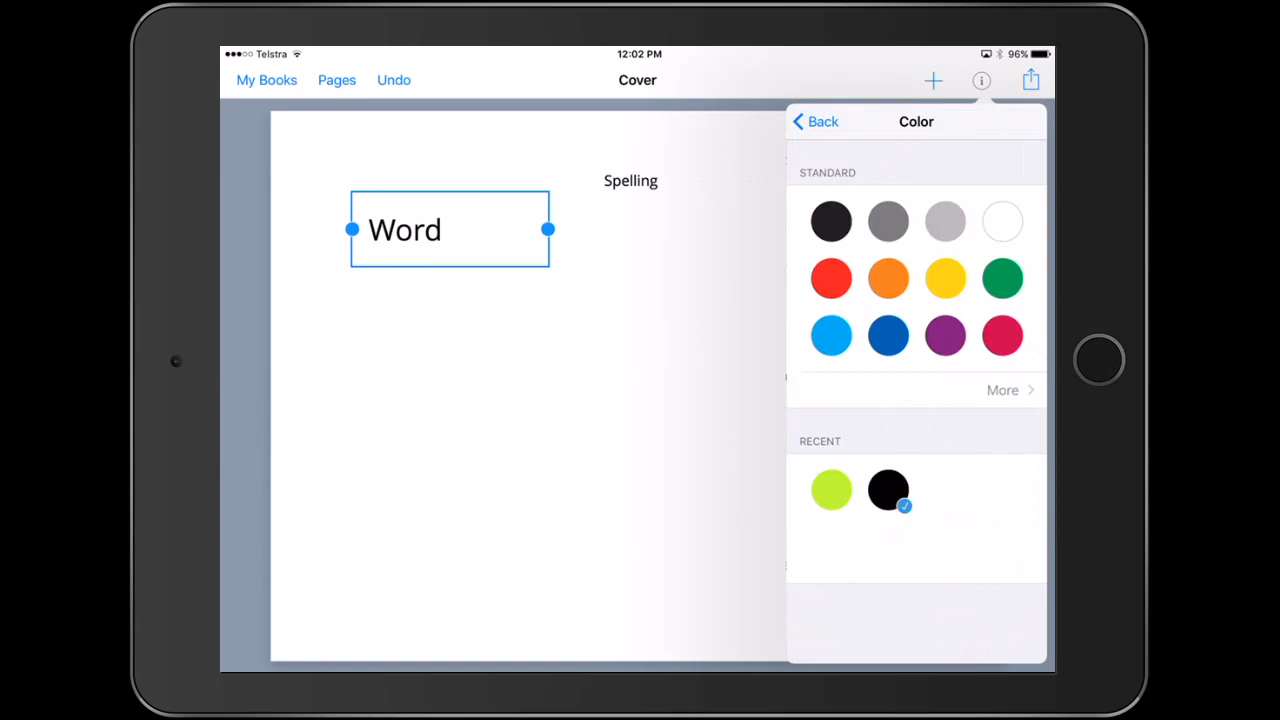 Telstra 12:02 PM 96%
My Books Pages Undo Cover
Back Color
STANDARD
Spelling
Word
More
RECENT